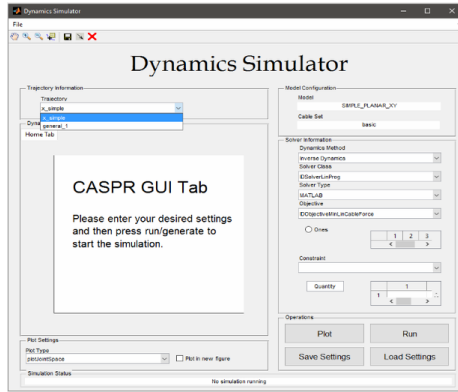 Dynamics Simulator
File
Dynamics Simulator
Trajectory Information
Trajectory
x_simple
x_simple
general_1
Home Tab
CASPR GUI Tab
Please enter your desired settings
and then press run/generate to
start the simulation.
Plot Settings
Plot Type
plotJointSpace
Plot in new figure
Simulation Status
No simulation running
Model Configuration
Model
SIMPLE_PLANAR_XY
Cable Set
basic
Solver Information
Dynamics Method
Inverse Dynamics
Solver Class
IDSolverLinProg
Solver Type
MATLAB
Objective
IDObjectiveMinLinCableForce
Ones
1 2 3
Constraint
Quantity
1
1
Operations
Plot
Run
Save Settings
Load Settings